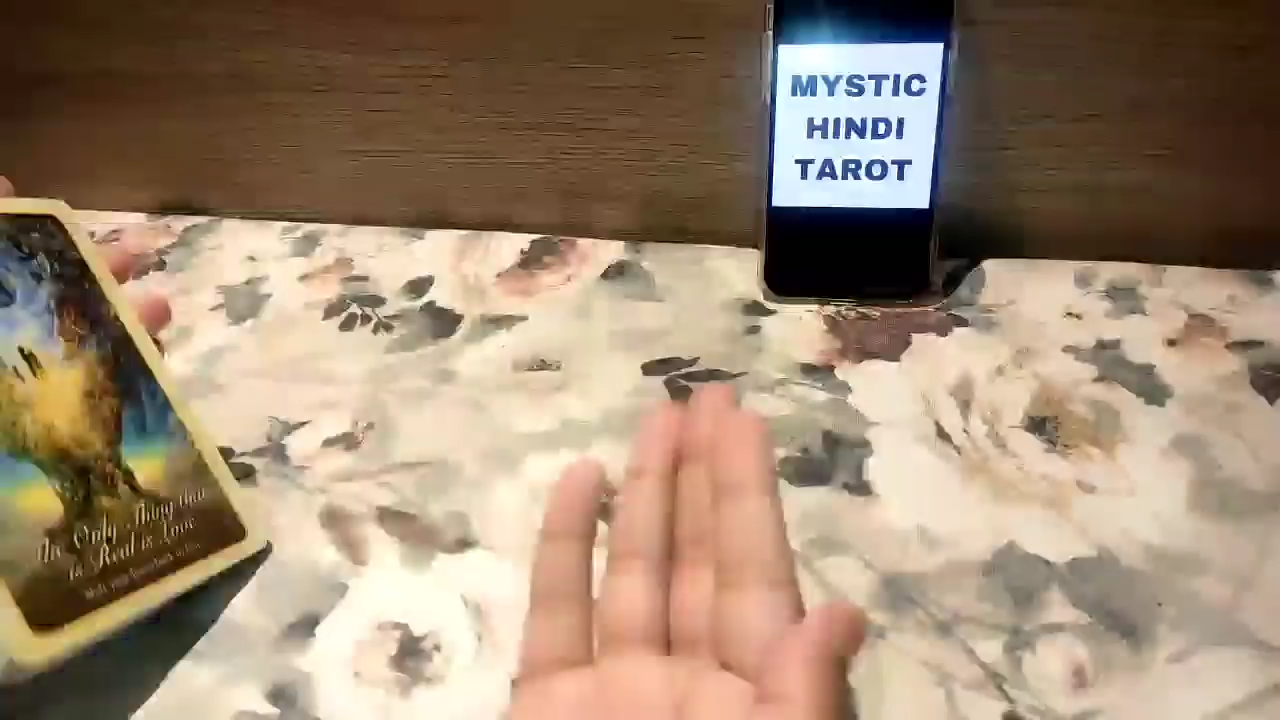 MYSTIC
HINDI
TAROT
the Only Thing that
is Real is Love